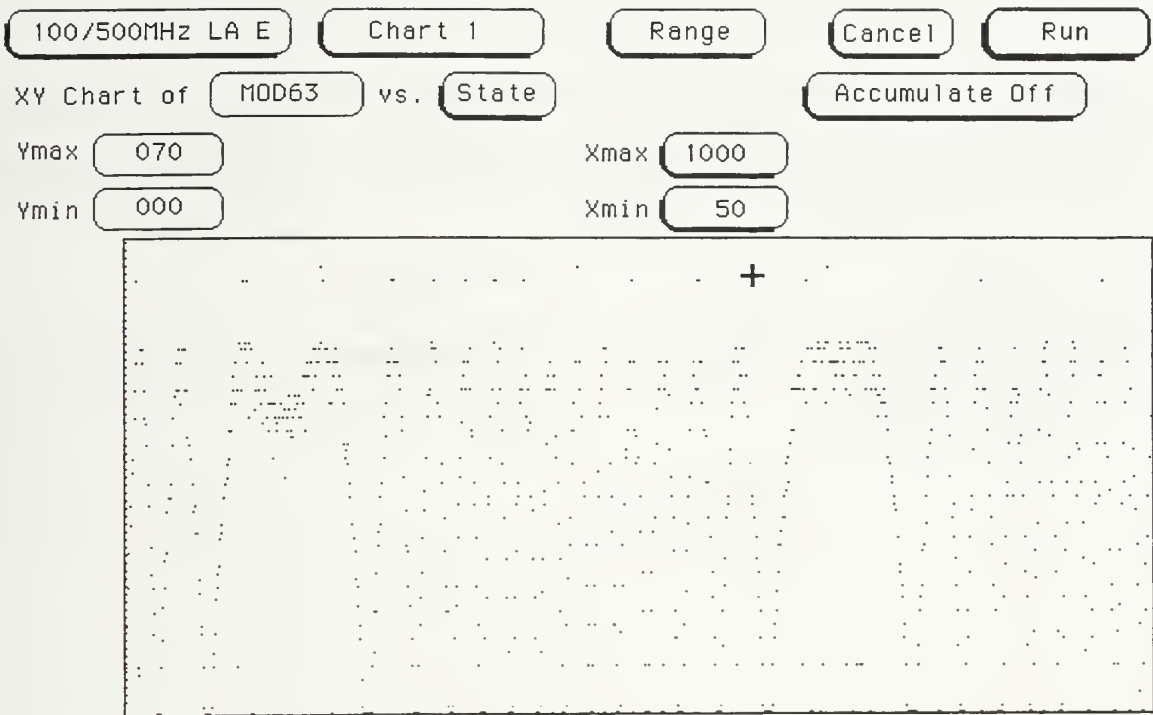 100/500MHz LA E Chart 1 Range Cancel Run
XY Chart of MOD63 vs. State Accumulate Off
Ymax 070 Xmax 1000
Ymin 000 Xmin 50